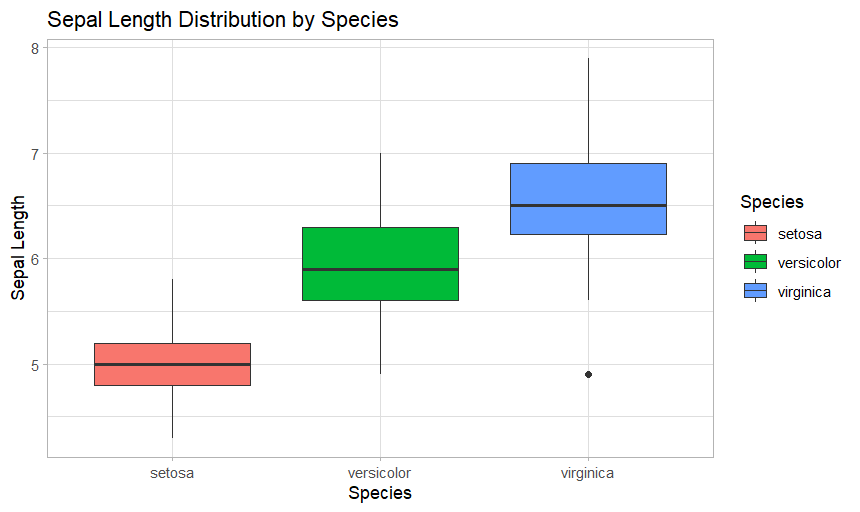 Sepal Length Distribution by Species
8
7
6
5
Sepal Length
setosa
versicolor
virginica
Species
Species
setosa
versicolor
virginica